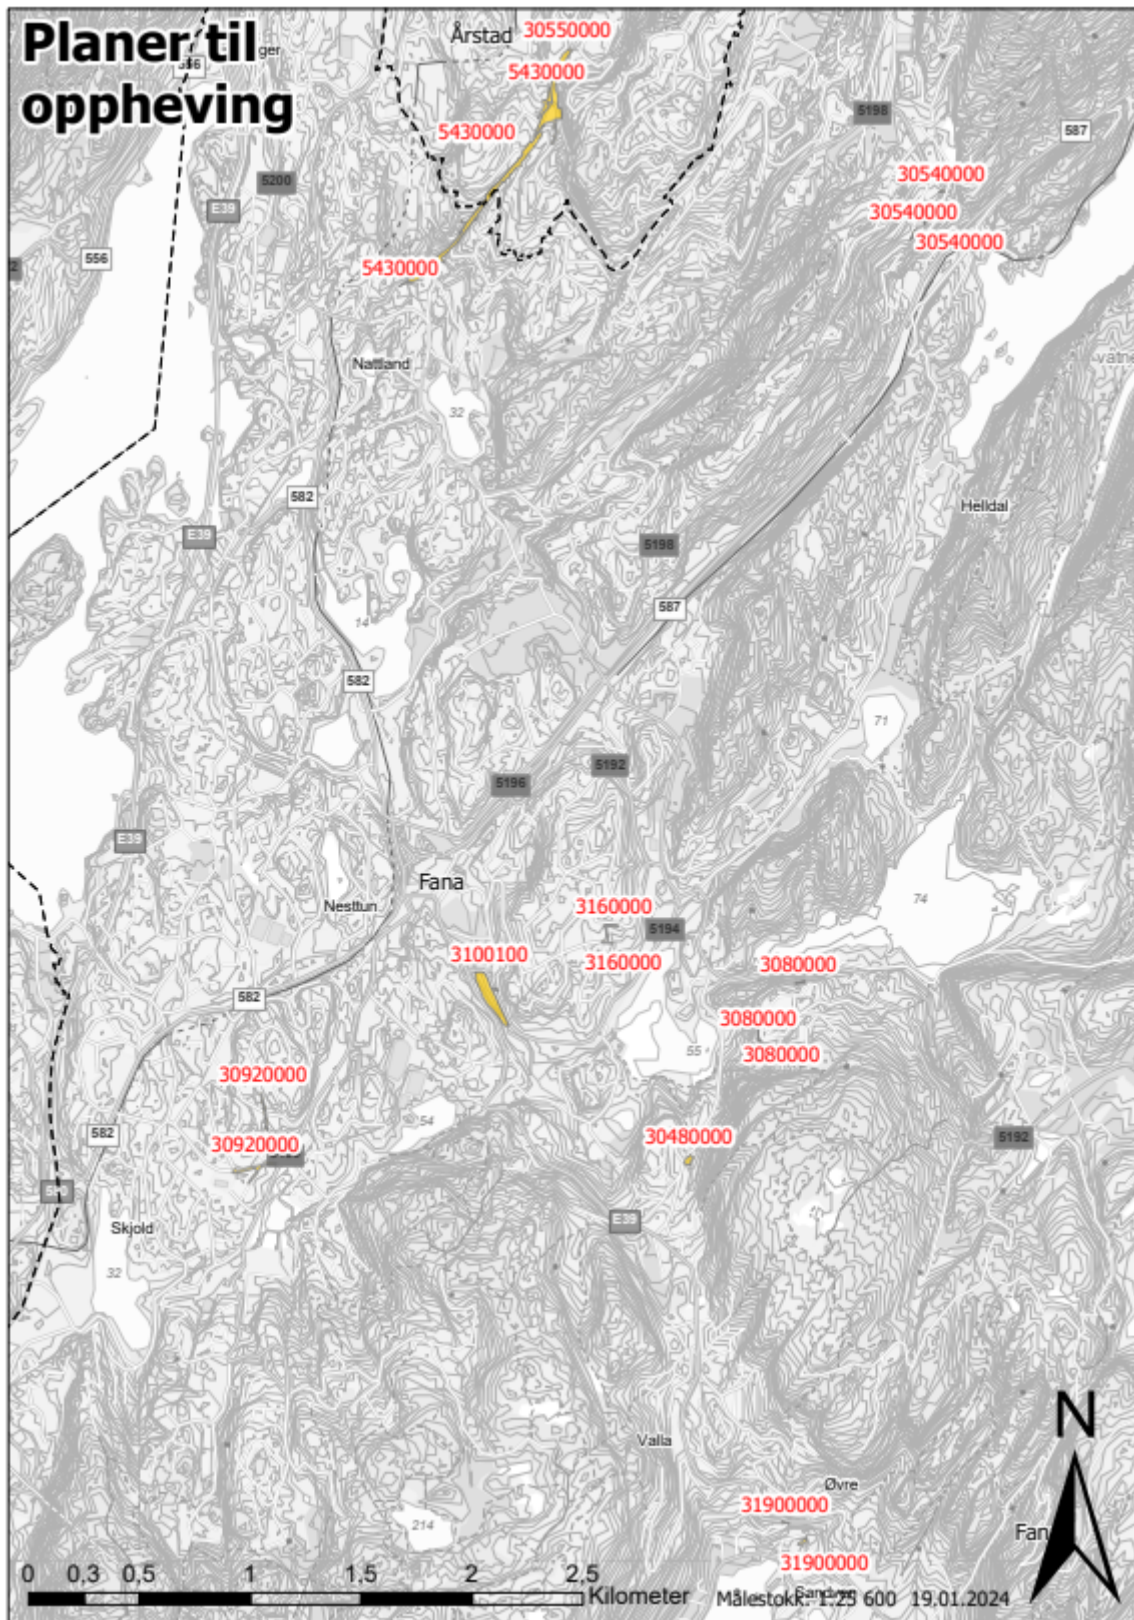 Planer til
oppheving
Årstad
30550000
5430000
5430000
5430000
5198
587
5200
E39
556
556
30540000
30540000
30540000
Nattland
32
582
E39
Helldal
5198
587
14
582
71
5192
5196
E39
Fana
Nesttun
74
3160000
5194
3160000
3100100
3080000
582
3080000
55
3080000
30920000
54
582
30920000
30480000
5192
E39
Skjold
32
Valla
N
Øvre
31900000
214
31900000
Fan
0 0,3 0,5 1 1,5 2 2,5
Kilometer
Målestokk: 1:25 600 19.01.2024